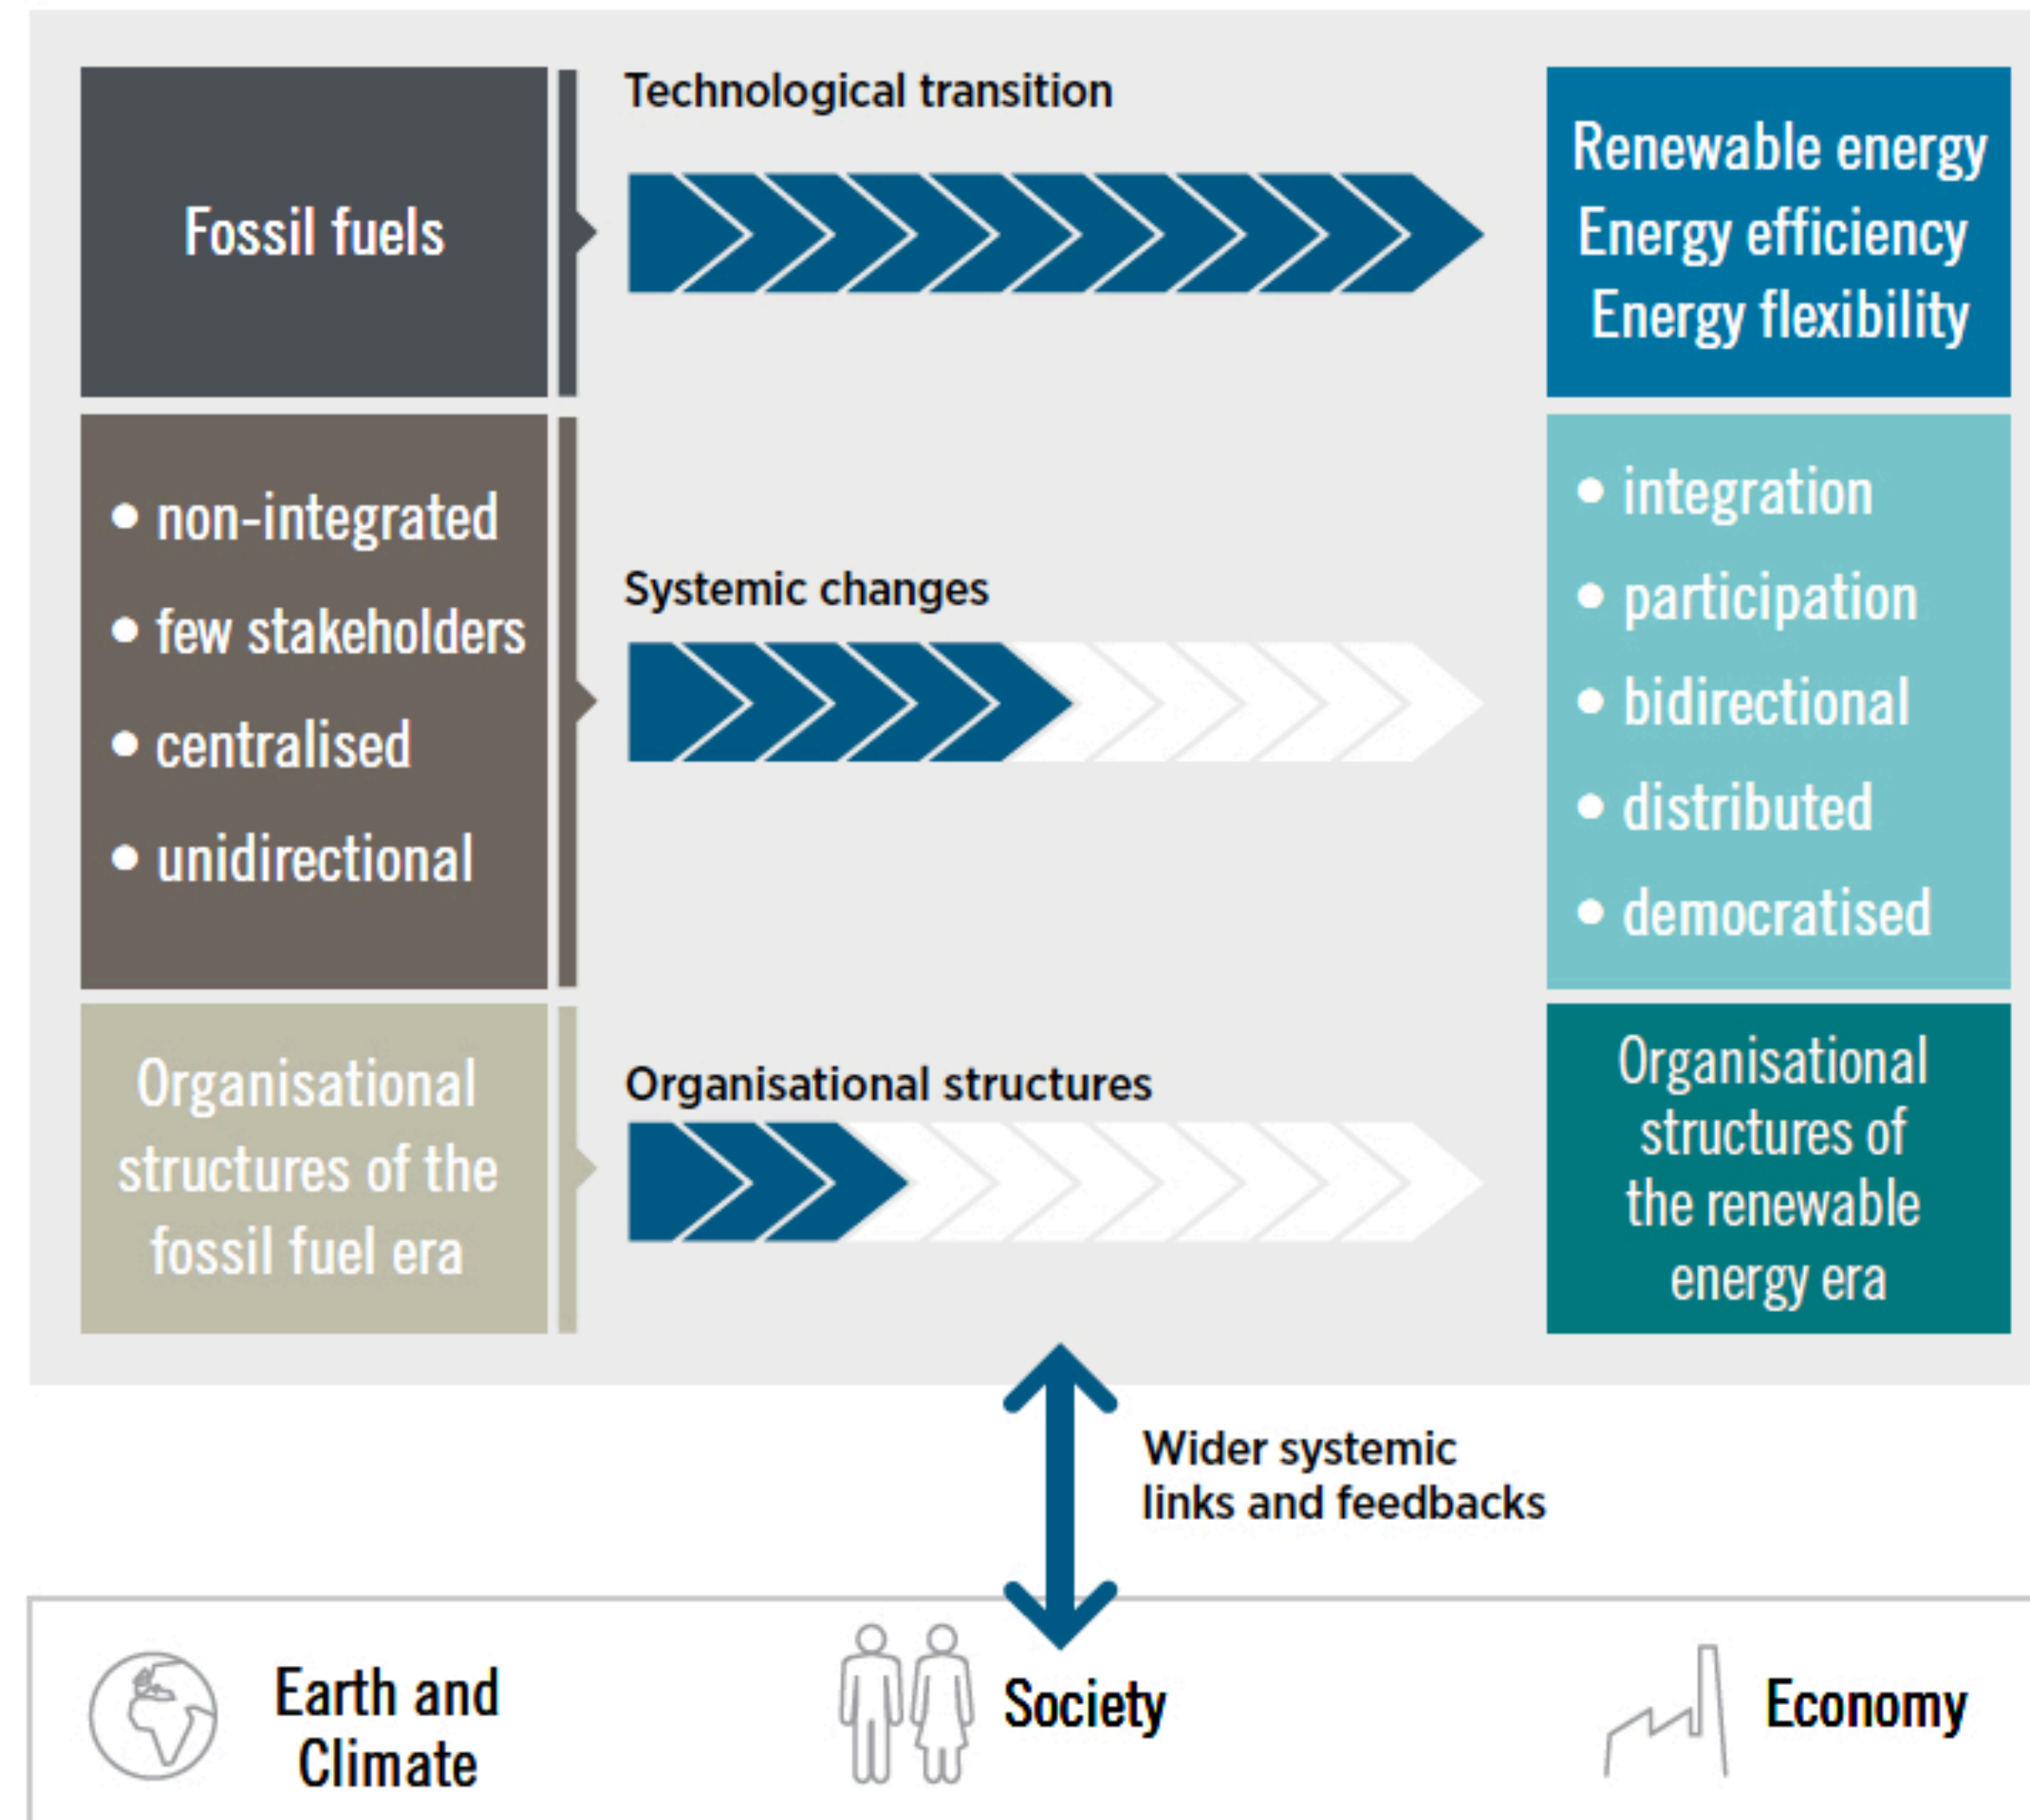 Technological transition
Fossil fuels
Renewable energy
Energy efficiency
Energy flexibility
• non-integrated
• few stakeholders
• centralised
• unidirectional
Systemic changes
• integration
• participation
• bidirectional
• distributed
• democratised
Organisational
structures of the
fossil fuel era
Organisational structures
Organisational
structures of
the renewable
energy era
Wider systemic
links and feedbacks
Earth and
Climate
Society
Economy